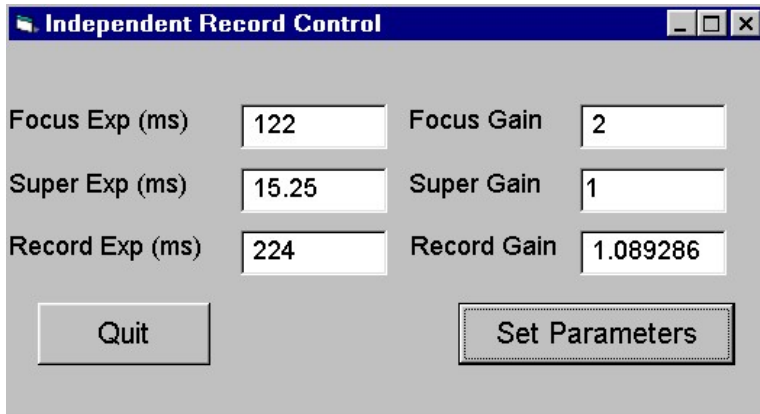 Independent Record Control
Focus Exp (ms) 122 Focus Gain 2
Super Exp (ms) 15.25 Super Gain 1
Record Exp (ms) 224 Record Gain 1.089286
Quit Set Parameters